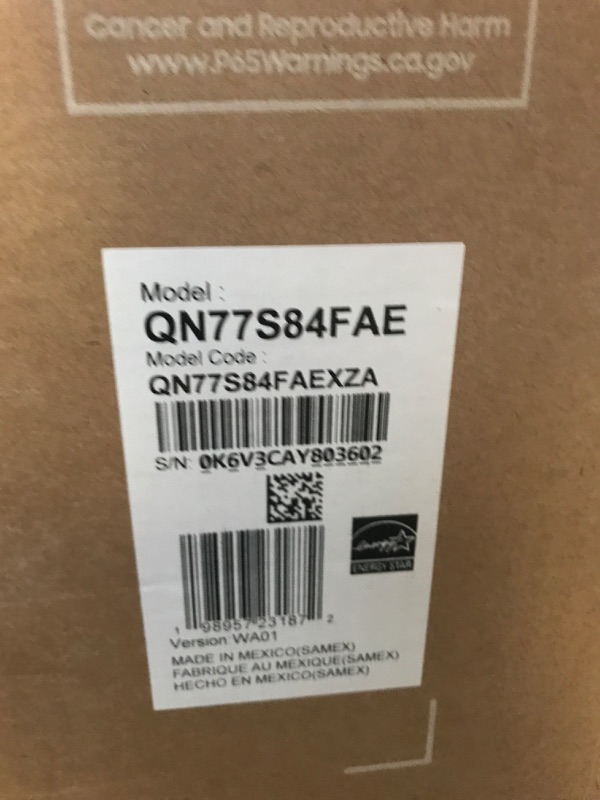 Cancer and Reproductive Harm
www.P65Warnings.ca.gov
Model :
QN77S84FAE
Model Code :
QN77S84FAEXZA
S/N: 0K6V3CAY803602
energy
ENERGY STAR
1 98957 23187 2
Version WA01
MADE IN MEXICO(SAMEX)
FABRIQUE AU MEXIQUE(SAMEX)
HECHO EN MEXICO(SAMEX)